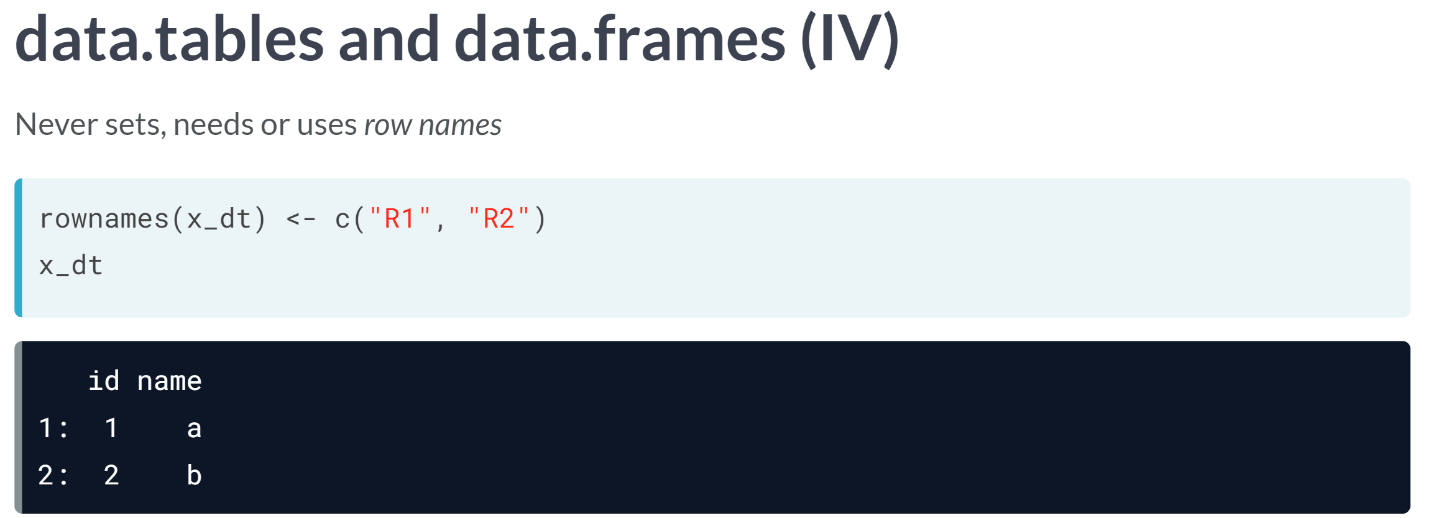 data.tables and data.frames (IV)
Never sets, needs or uses row names
rownames(x_dt) <- c("R1", "R2")
x_dt
   id name
1:  1    a
2:  2    b